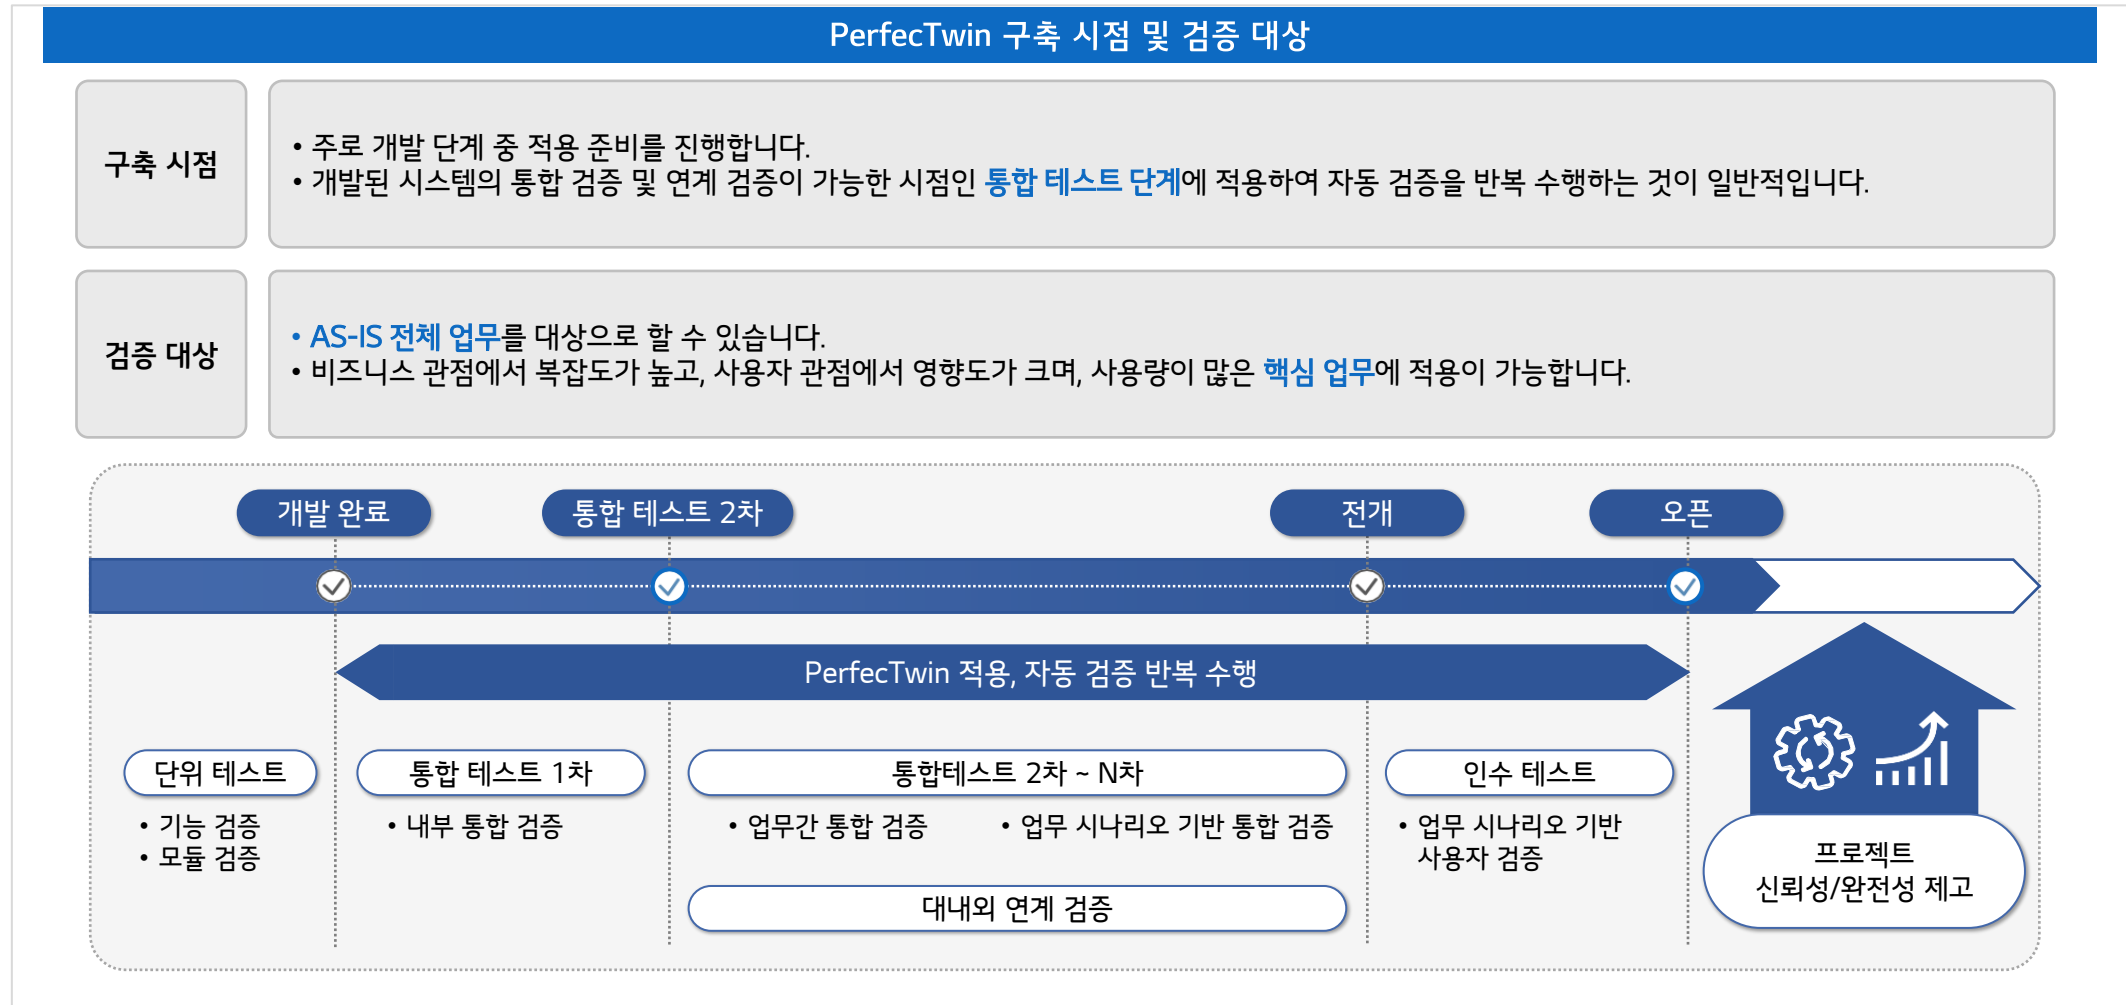 PerfecTwin 구축 시점 및 검증 대상
구축 시점
• 주로 개발 단계 중 적용 준비를 진행합니다.
• 개발된 시스템의 통합 검증 및 연계 검증이 가능한 시점인 통합 테스트 단계에 적용하여 자동 검증을 반복 수행하는 것이 일반적입니다.
검증 대상
• AS-IS 전체 업무를 대상으로 할 수 있습니다.
• 비즈니스 관점에서 복잡도가 높고, 사용자 관점에서 영향도가 크며, 사용량이 많은 핵심 업무에 적용이 가능합니다.
개발 완료
통합 테스트 2차
전개
오픈
PerfecTwin 적용, 자동 검증 반복 수행
단위 테스트
• 기능 검증
• 모듈 검증
통합 테스트 1차
• 내부 통합 검증
통합테스트 2차 ~ N차
• 업무간 통합 검증
• 업무 시나리오 기반 통합 검증
대내외 연계 검증
인수 테스트
• 업무 시나리오 기반
사용자 검증
프로젝트
신뢰성/완전성 제고